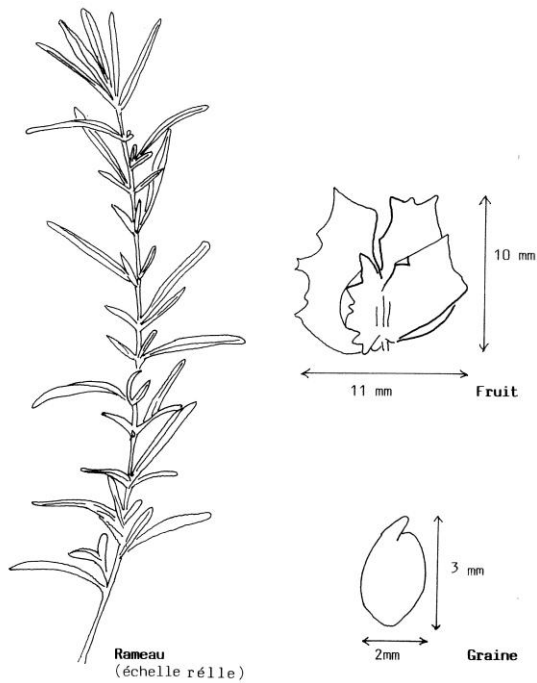 10 mm
11 mm
Fruit
3 mm
2mm
Graine
Rameau
(échelle rélle)